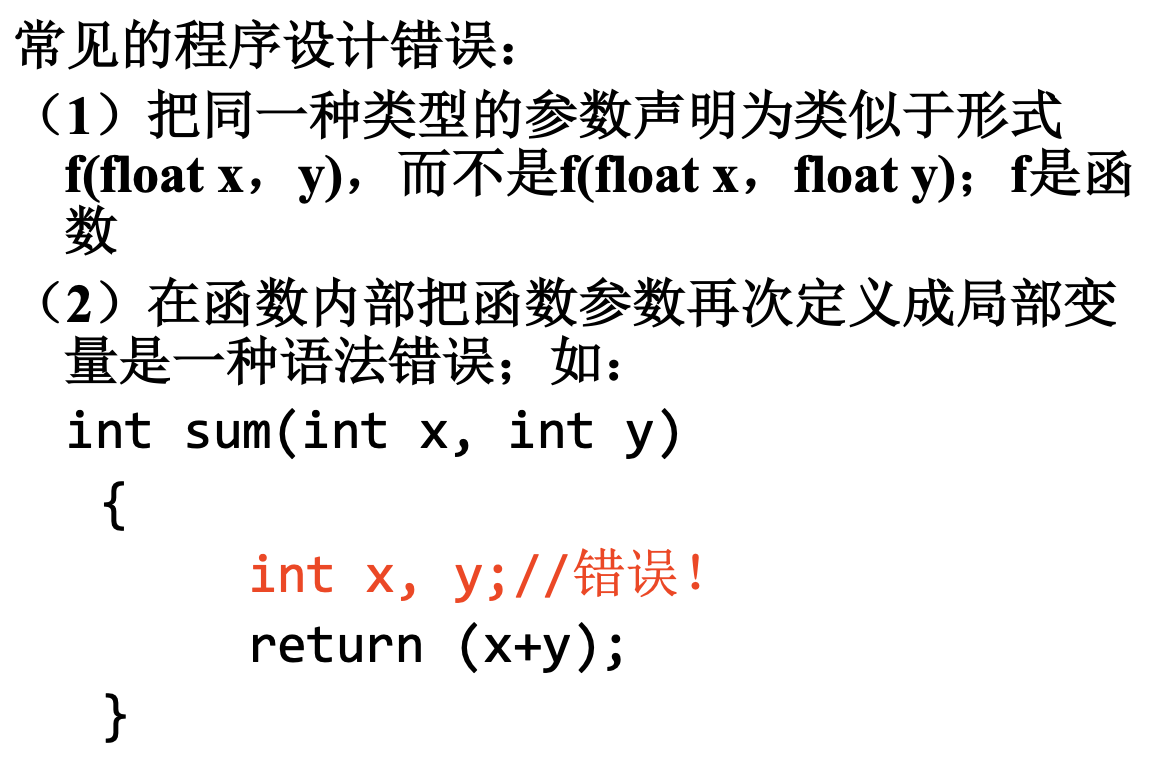 常见的程序设计错误：
（1）把同一种类型的参数声明为类似于形式
f(float x，y)，而不是f(float x，float y)；f是函
数
（2）在函数内部把函数参数再次定义成局部变
量是一种语法错误；如：
int sum(int x, int y)
{
int x, y;//错误！
return (x+y);
}